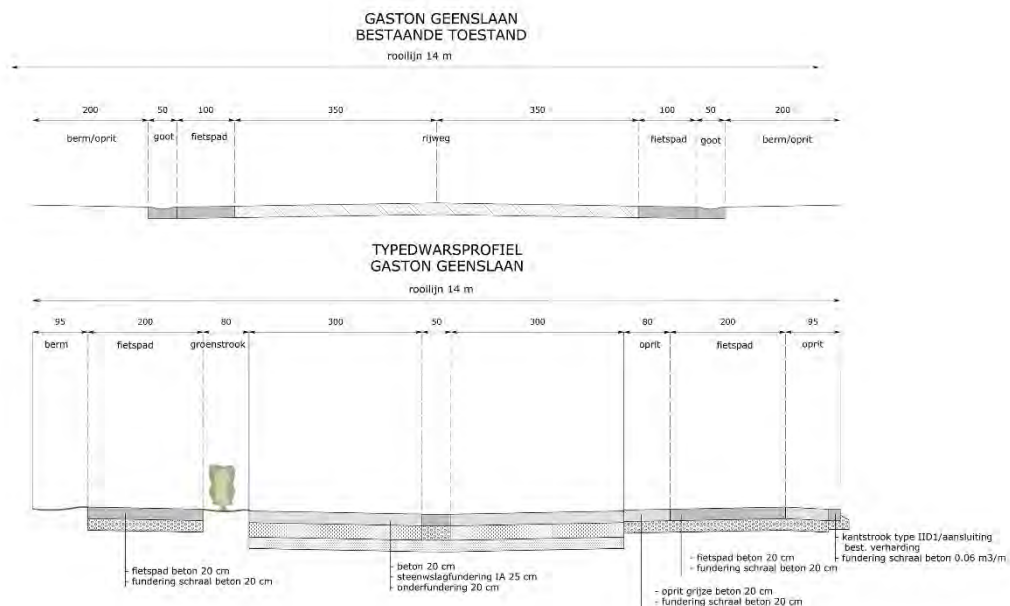 GASTON GEENSLAAN
BESTAANDE TOESTAND
rooilijn 14 m
200 50 100 350 350 100 50 200
berm/oprit goot fietspad rijweg fietspad goot berm/oprit
TYPEDWARSPROFIEL
GASTON GEENSLAAN
rooilijn 14 m
95 200 80 300 50 300 80 200 95
berm fietspad groenstrook oprit fietspad oprit
- fietspad beton 20 cm
- fundering schraal beton 20 cm
- beton 20 cm
- steenwslagfundering IA 25 cm
- onderfundering 20 cm
- fietspad beton 20 cm
- fundering schraal beton 20 cm
- oprit grijze beton 20 cm
- fundering schraal beton 20 cm
- kantstrook type IID1/aansluiting
best. verharding
- fundering schraal beton 0.06 m3/m